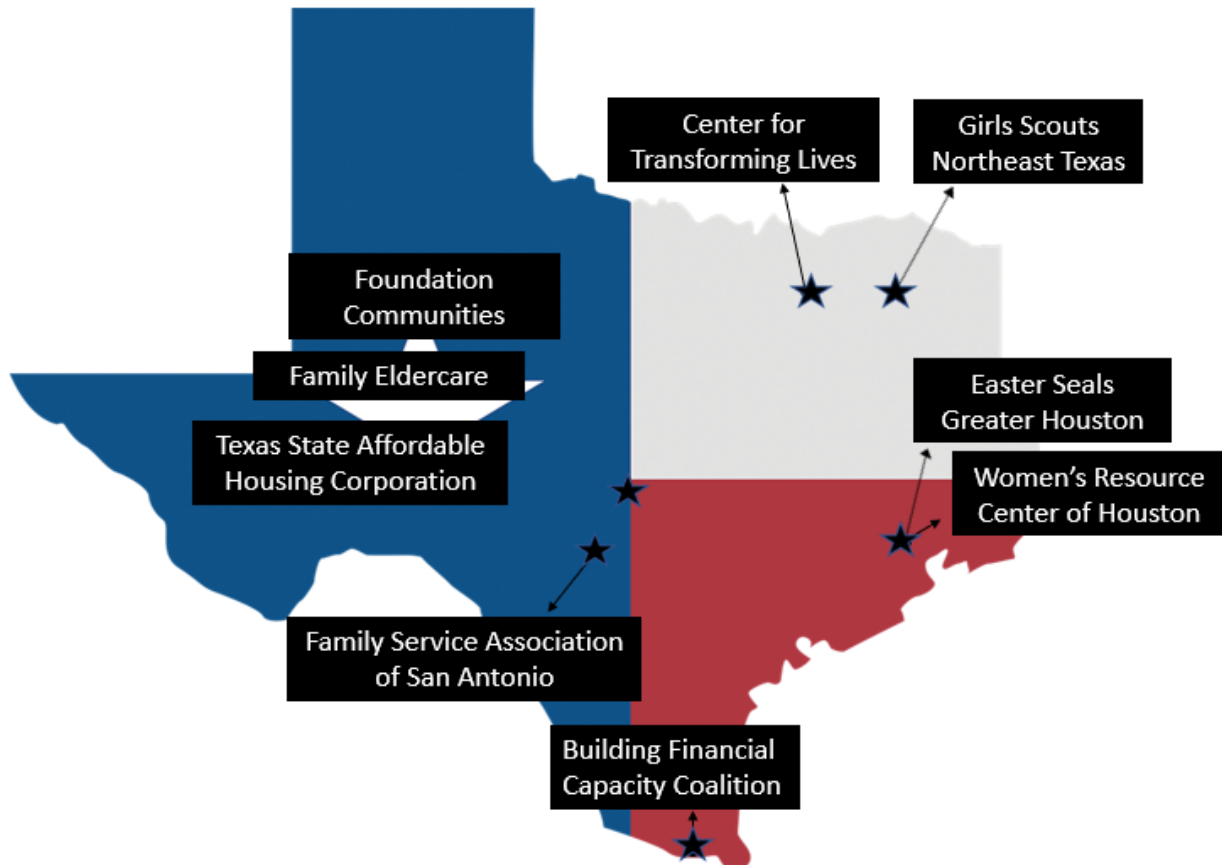 Center for
Transforming Lives
Girls Scouts
Northeast Texas
Foundation
Communities
Family Eldercare
Texas State Affordable
Housing Corporation
Easter Seals
Greater Houston
Women’s Resource
Center of Houston
Family Service Association
of San Antonio
Building Financial
Capacity Coalition